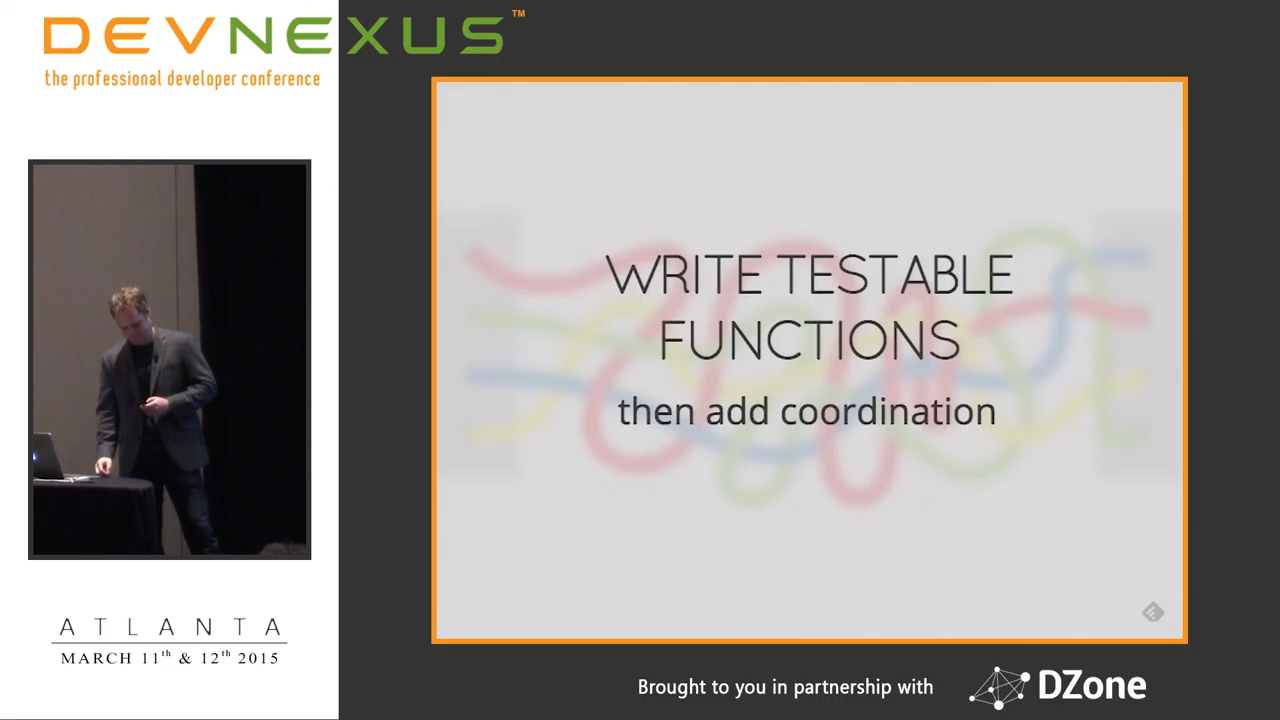 DEVNEXUS™
the professional developer conference
WRITE TESTABLE
FUNCTIONS
then add coordination
ATLANTA
MARCH 11th & 12th 2015
Brought to you in partnership with
DZone